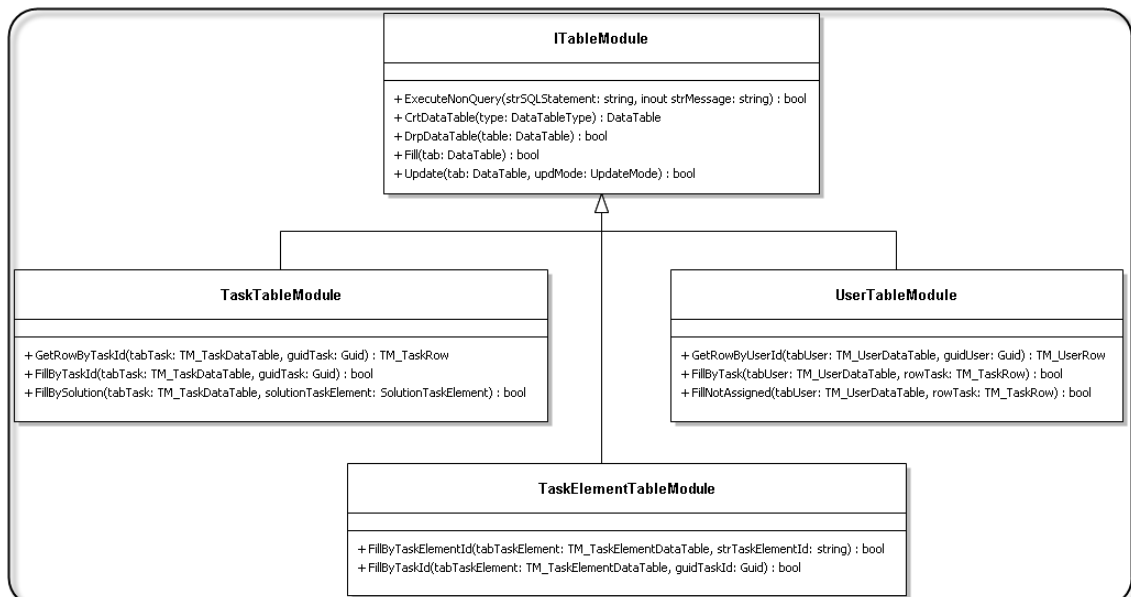 ITableModule
+ ExecuteNonQuery(strSQLStatement: string, inout strMessage: string) : bool
+ CrtDataTable(type: DataTableType) : DataTable
+ DrpDataTable(table: DataTable) : bool
+ Fill(tab: DataTable) : bool
+ Update(tab: DataTable, updMode: UpdateMode) : bool
TaskTableModule
+ GetRowByTaskId(tabTask: TM_TaskDataTable, guidTask: Guid) : TM_TaskRow
+ FillByTaskId(tabTask: TM_TaskDataTable, guidTask: Guid) : bool
+ FillBySolution(tabTask: TM_TaskDataTable, solutionTaskElement: SolutionTaskElement) : bool
UserTableModule
+ GetRowByUserId(tabUser: TM_UserDataTable, guidUser: Guid) : TM_UserRow
+ FillByTask(tabUser: TM_UserDataTable, rowTask: TM_TaskRow) : bool
+ FillNotAssigned(tabUser: TM_UserDataTable, rowTask: TM_TaskRow) : bool
TaskElementTableModule
+ FillByTaskElementId(tabTaskElement: TM_TaskElementDataTable, strTaskElementId: string) : bool
+ FillByTaskId(tabTaskElement: TM_TaskElementDataTable, guidTaskId: Guid) : bool